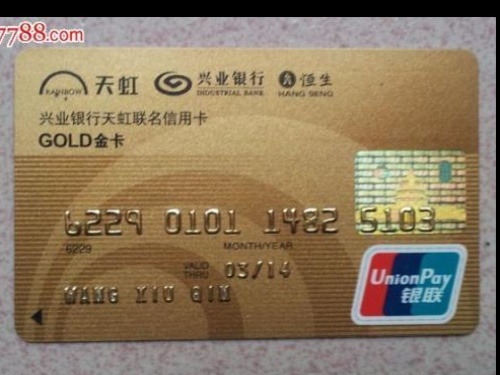 7788.com
RAINBOW 天虹 兴业银行 INDUSTRIAL BANK 恒生 HANG SENG
兴业银行天虹联名信用卡
GOLD金卡
6229 0101 1482 5103
6229 MONTH/YEAR
VALID THRU 03/14
WANG XIU QIN
UnionPay
银联